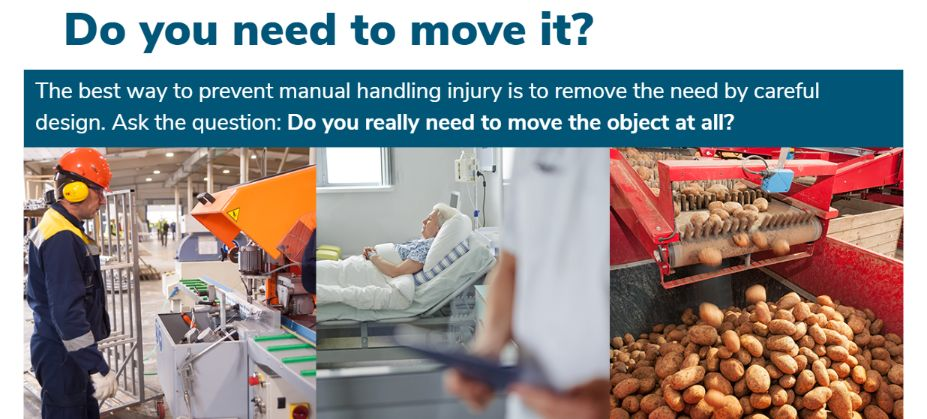 Do you need to move it?
The best way to prevent manual handling injury is to remove the need by careful
design. Ask the question: Do you really need to move the object at all?